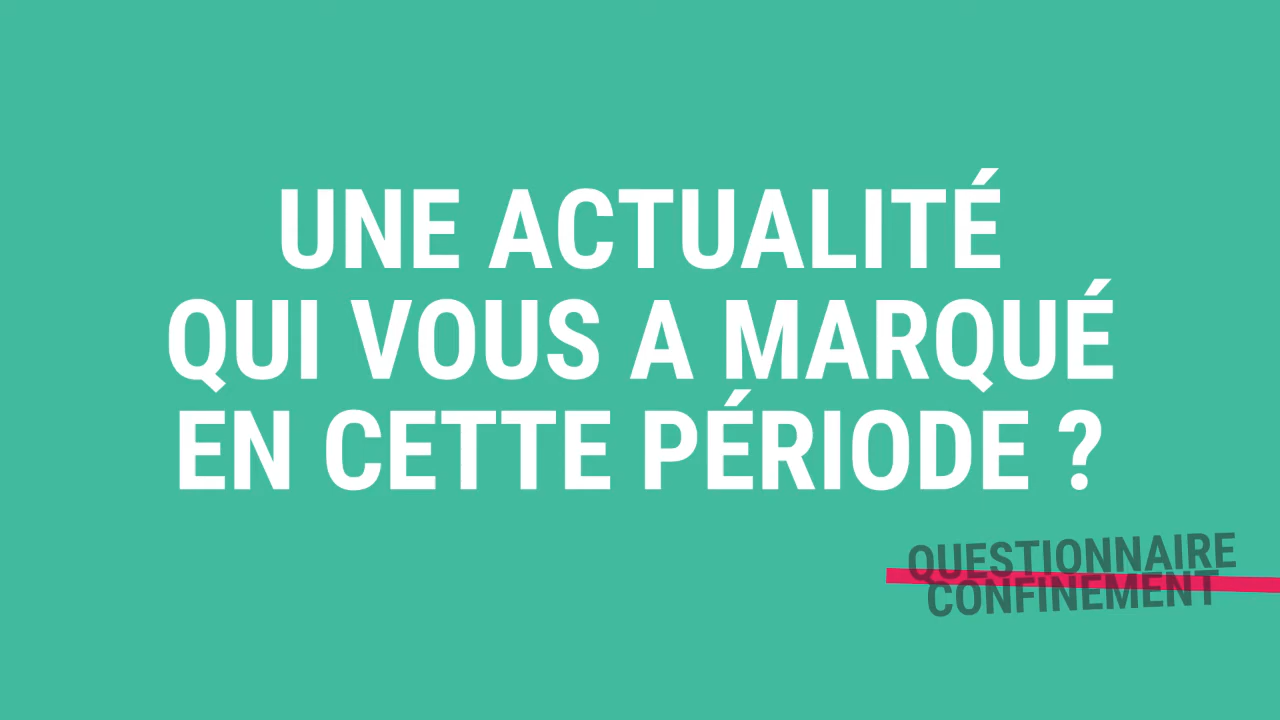 UNE ACTUALITÉ
QUI VOUS A MARQUÉ
EN CETTE PÉRIODE ?
QUESTIONNAIRE
CONFINEMENT